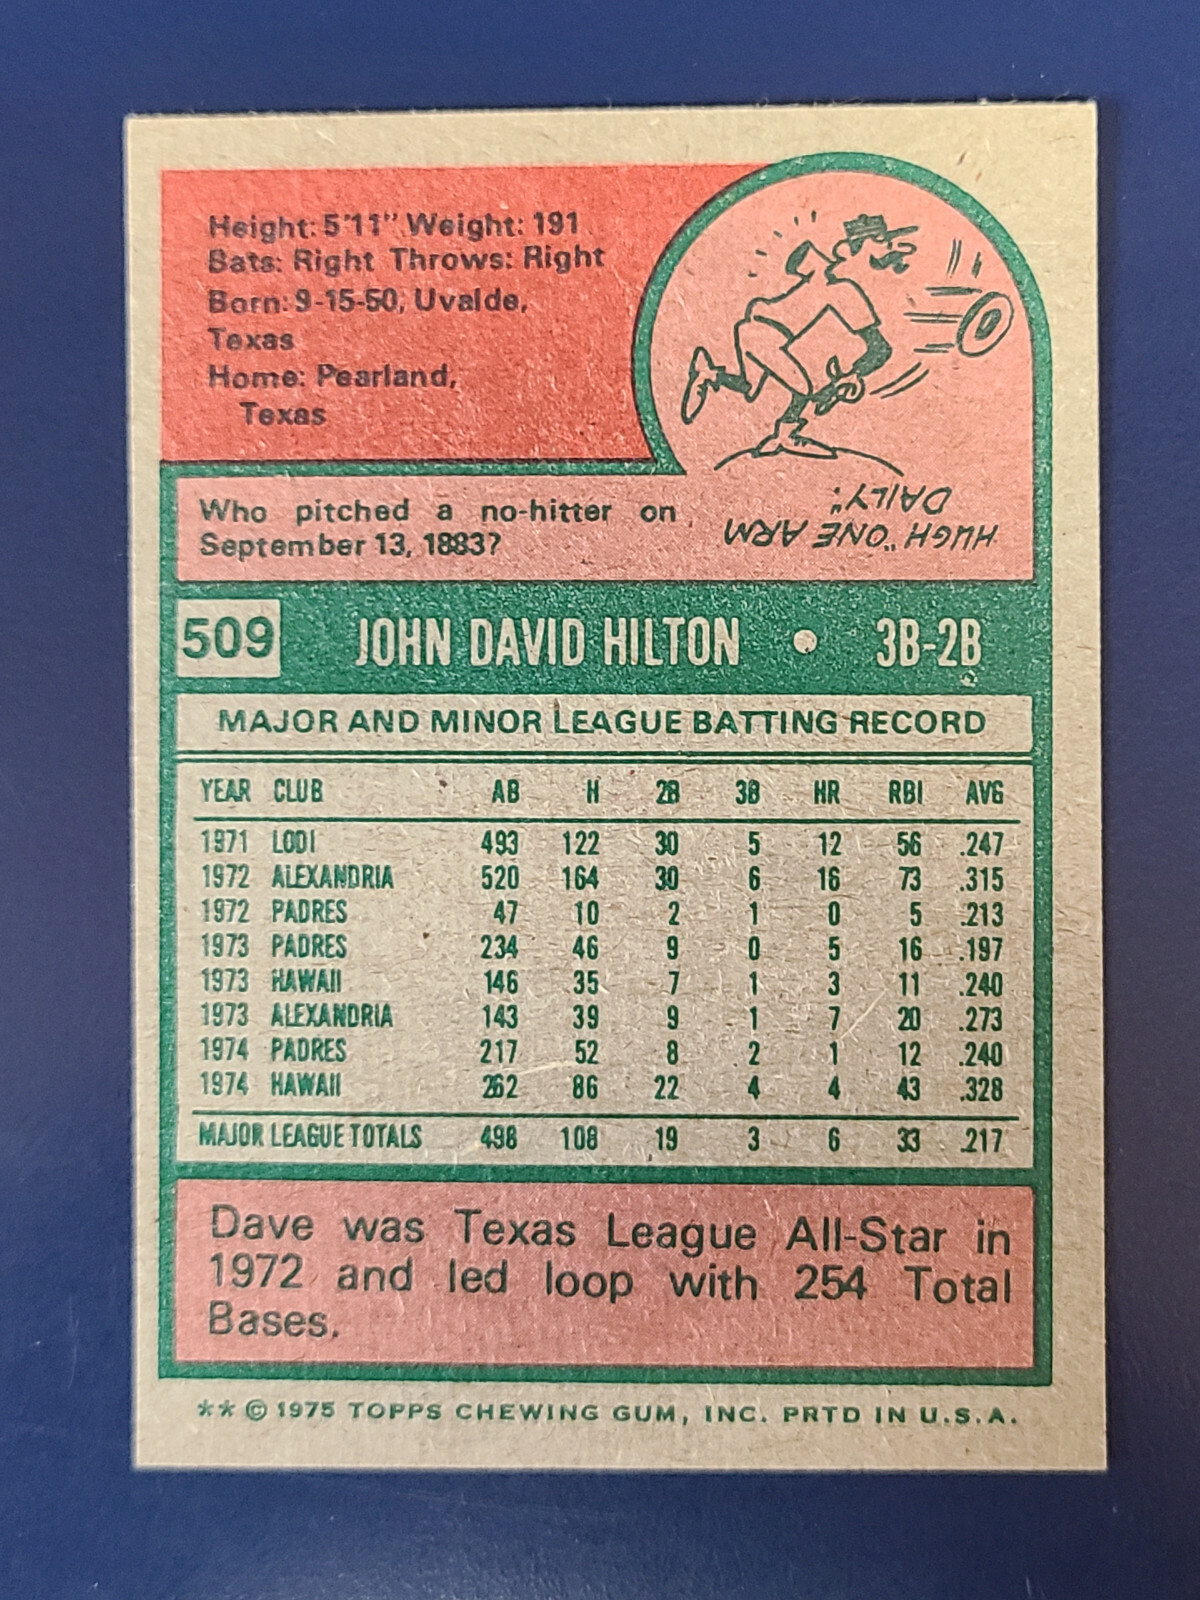 Height: 5'11" Weight: 191
Bats: Right Throws: Right
Born: 9-15-50, Uvalde,
Texas
Home: Pearland,
Texas
Who pitched a no-hitter on
September 13, 1883?
HUGH "ONE ARM
DAILY."
509 JOHN DAVID HILTON • 3B-2B
MAJOR AND MINOR LEAGUE BATTING RECORD
YEAR CLUB AB H 2B 3B HR RBI AVG
1971 LODI 493 122 30 5 12 56 .247
1972 ALEXANDRIA 520 164 30 6 16 73 .315
1972 PADRES 47 10 2 1 0 5 .213
1973 PADRES 234 46 9 0 5 16 .197
1973 HAWAII 146 35 7 1 3 11 .240
1973 ALEXANDRIA 143 39 9 1 7 20 .273
1974 PADRES 217 52 8 2 1 12 .240
1974 HAWAII 262 86 22 4 4 43 .328
MAJOR LEAGUE TOTALS 498 108 19 3 6 33 .217
Dave was Texas League All-Star in
1972 and led loop with 254 Total
Bases.
** © 1975 TOPPS CHEWING GUM, INC. PRTD IN U.S.A.